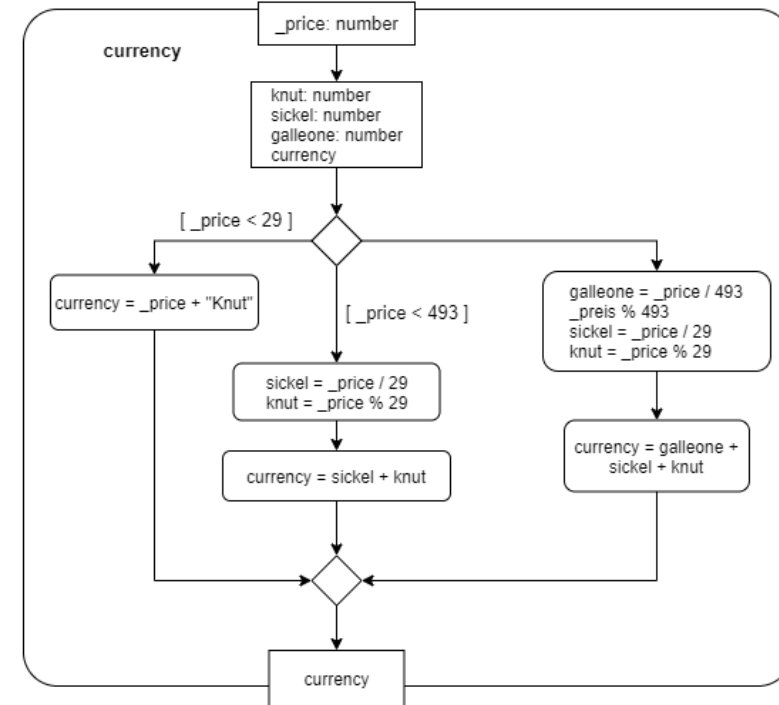 _price: number
currency
knut: number
sickel: number
galleone: number
currency
[ _price < 29 ]
currency = _price + "Knut"
[ _price < 493 ]
sickel = _price / 29
knut = _price % 29
currency = sickel + knut
galleone = _price / 493
_preis % 493
sickel = _price / 29
knut = _price % 29
currency = galleone +
sickel + knut
currency